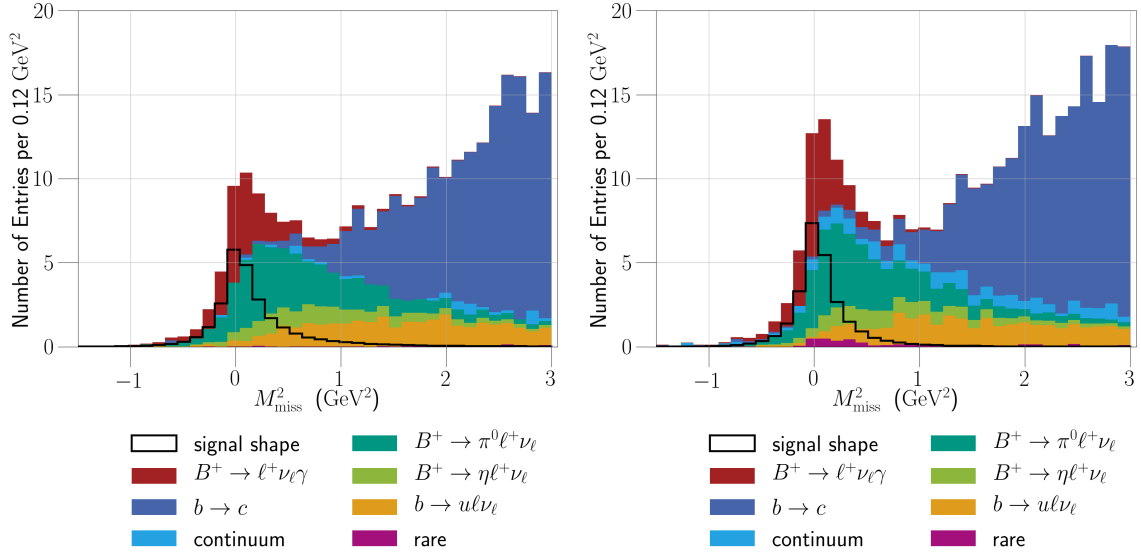 20
15
10
5
0
Number of Entries per 0.12 GeV²
−1 0 1 2 3
M²miss (GeV²)
signal shape
B⁺ → ℓ⁺νℓγ
b → c
continuum
B⁺ → π⁰ℓ⁺νℓ
B⁺ → ηℓ⁺νℓ
b → uℓνℓ
rare
20
15
10
5
0
Number of Entries per 0.12 GeV²
−1 0 1 2 3
M²miss (GeV²)
signal shape
B⁺ → ℓ⁺νℓγ
b → c
continuum
B⁺ → π⁰ℓ⁺νℓ
B⁺ → ηℓ⁺νℓ
b → uℓνℓ
rare